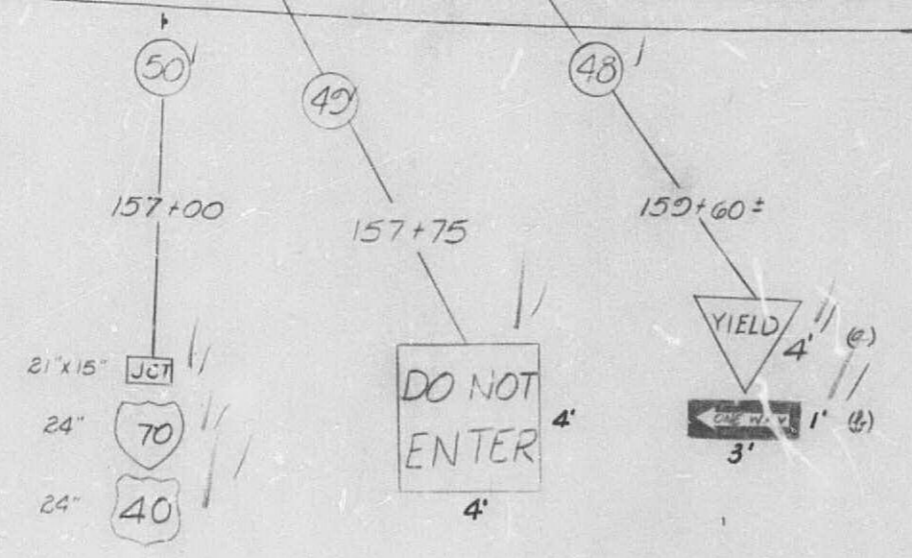 50
49
48
157+00
157+75
159+60±
21"x15"
JCT
24"
70
24"
40
DO NOT
ENTER
4'
4'
YIELD
4'
(a)
ONE WAY
1'
(b)
3'